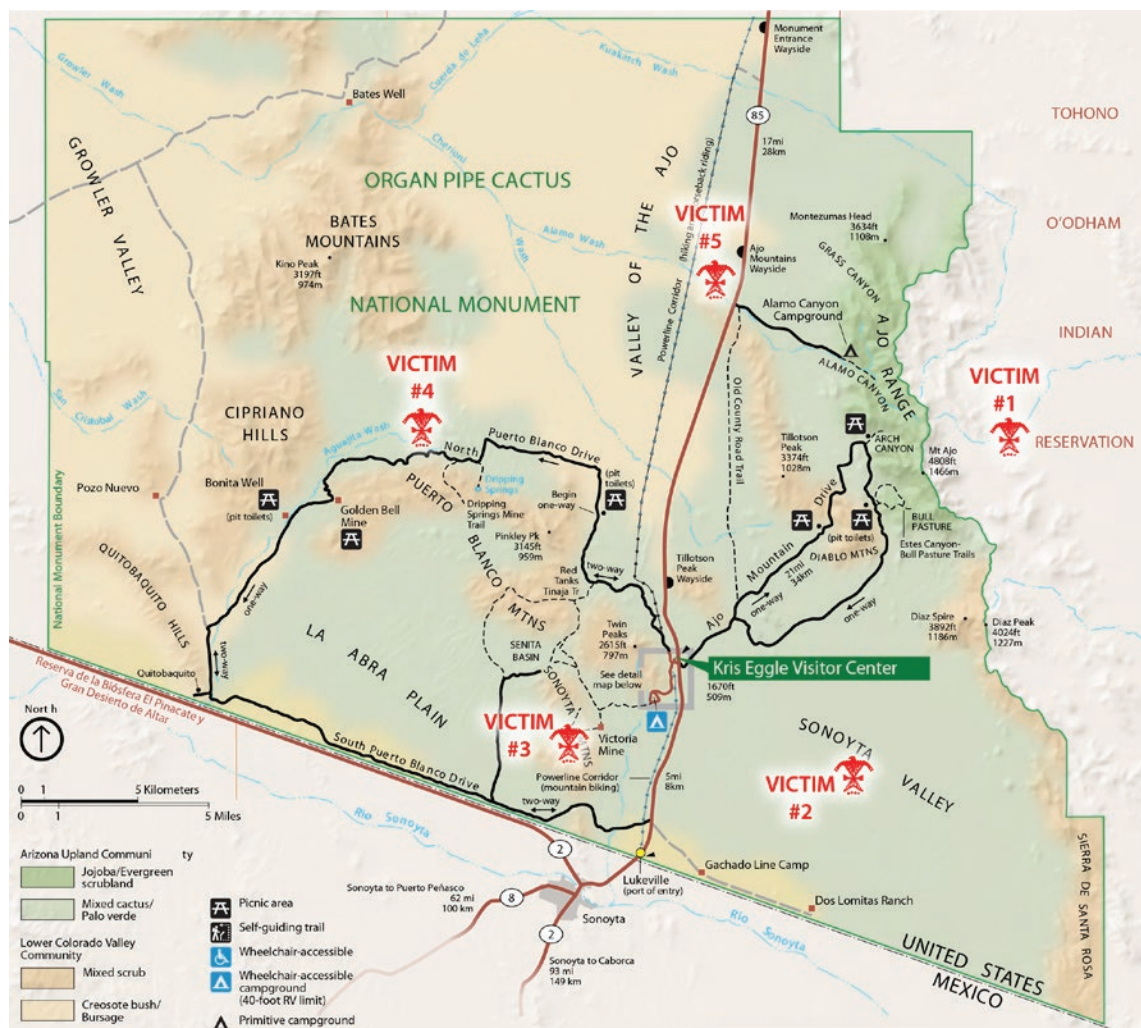 Monument
Entrance
Wayside
Growler Wash
Cuerda de Leña
Kuakatch Wash
TOHONO
O'ODHAM
INDIAN
RESERVATION
Bates Well
85
17mi
28km
GROWLER VALLEY
Cherioni
Wash
ORGAN PIPE CACTUS
NATIONAL MONUMENT
BATES
MOUNTAINS
Kino Peak
3197ft
974m
Alamo Wash
VALLEY OF THE AJO
Powerline Corridor
VICTIM
#5
Montezumas Head
3634ft
1108m
Ajo
Mountains
Wayside
GRASS CANYON
AJO RANGE
Alamo Canyon
Campground
ALAMO CANYON
VICTIM
#1
VICTIM
#4
San Cristobal Wash
CIPRIANO
HILLS
Aguajita Wash
North Puerto Blanco Drive
Old County Road Trail
(pit
toilets)
ARCH
CANYON
Tillotson
Peak
3374ft
1028m
Mt Ajo
4808ft
1466m
Pozo Nuevo
Bonita Well
(pit toilets)
Golden Bell
Mine
Dripping
Springs
Dripping
Springs Mine
Trail
Begin
one-way
PUERTO
BLANCO
MTNS
Pinkley Pk
3145ft
959m
(pit toilets)
BULL
PASTURE
Estes Canyon-
Bull Pasture Trails
DIABLO MTNS
Ajo Mountain Drive
21mi
34km
one-way
one-way
National Monument Boundary
QUITOBAQUITO
HILLS
one-way
two-way
Red
Tanks
Tinaja Tr
two-way
Tillotson
Peak
Wayside
LA
ABRA
PLAIN
SENITA
BASIN
Twin
Peaks
2615ft
797m
Diaz Spire
3892ft
1186m
Diaz Peak
4024ft
1227m
Quitobaquito
See detail
map below
Kris Eggle Visitor Center
1670ft
509m
Reserva de la Biósfera El Pinacate y
Gran Desierto de Altar
Nort h
SONOYTA
VICTIM
#3
Victoria
Mine
SONOYTA
VALLEY
VICTIM
#2
South Puerto Blanco Drive
Powerline Corridor
(mountain biking)
5mi
8km
two-way
0 1 5 Kilometers
0 1 5 Miles
Rio Sonoyta
2
Lukeville
(port of entry)
Gachado Line Camp
Dos Lomitas Ranch
SIERRA DE SANTA ROSA
Sonoyta to Puerto Peñasco
62 mi
100 km
8
Sonoyta
Rio Sonoyta
2
Sonoyta to Caborca
93 mi
149 km
UNITED STATES
MEXICO
Arizona Upland Communi ty
Jojoba/Evergreen
scrubland
Mixed cactus/
Palo verde
Lower Colorado Valley
Community
Mixed scrub
Creosote bush/
Bursage
Picnic area
Self-guiding trail
Wheelchair-accessible
Wheelchair-accessible
campground
(40-foot RV limit)
Primitive campground